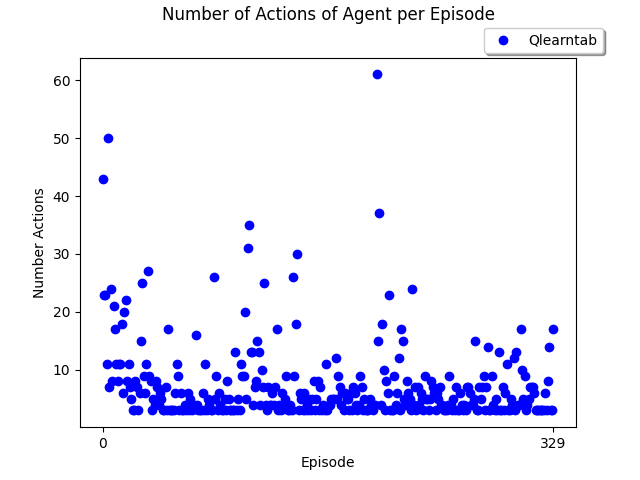 Number of Actions of Agent per Episode
Qlearntab
60
50
40
30
20
10
Number Actions
0
329
Episode